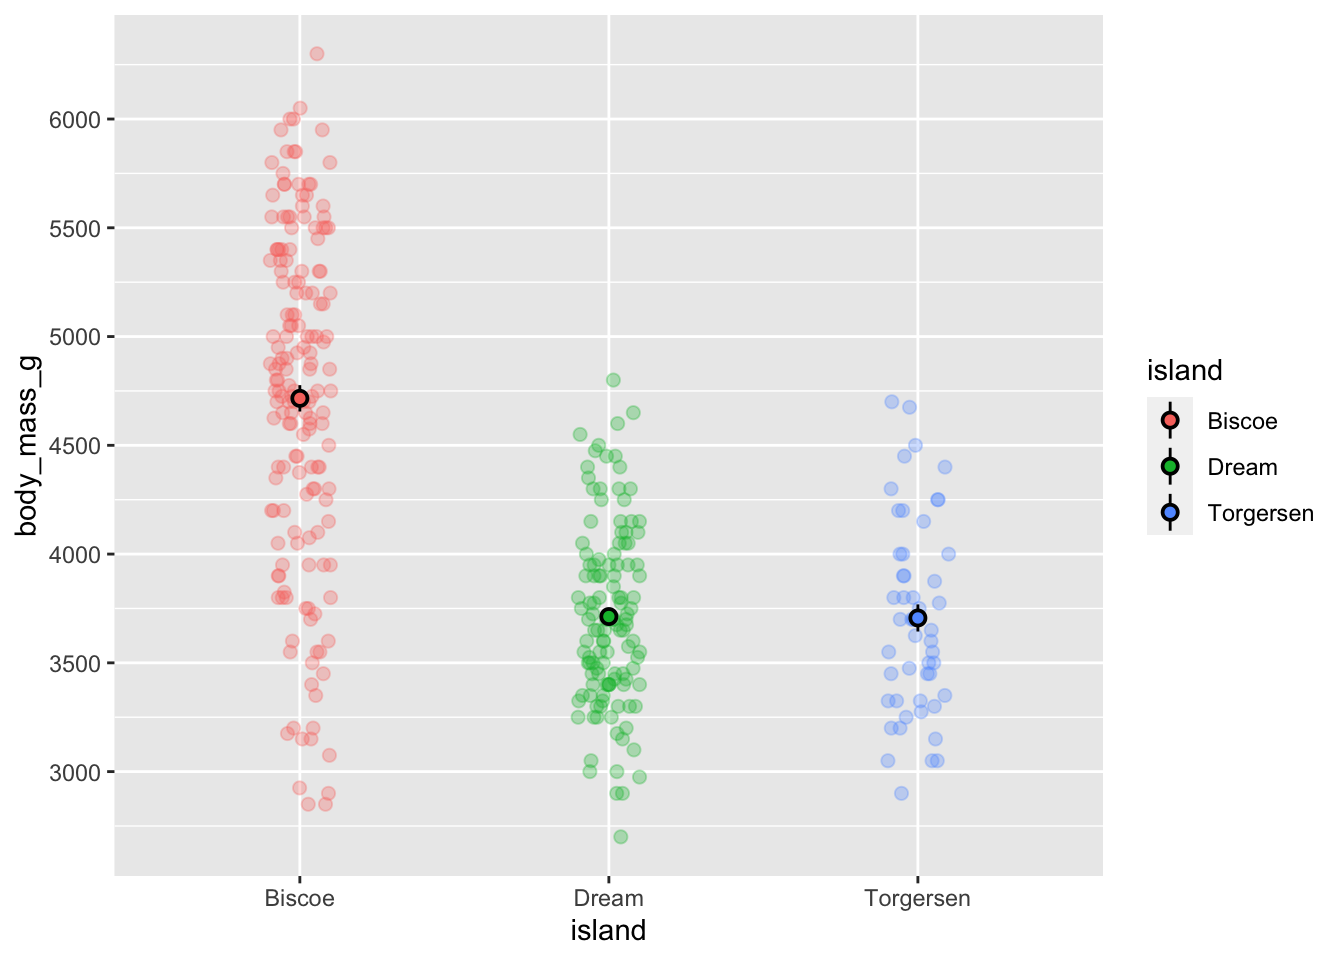 body_mass_g
6000
5500
5000
4500
4000
3500
3000
Biscoe Dream Torgersen
island
island
Biscoe
Dream
Torgersen